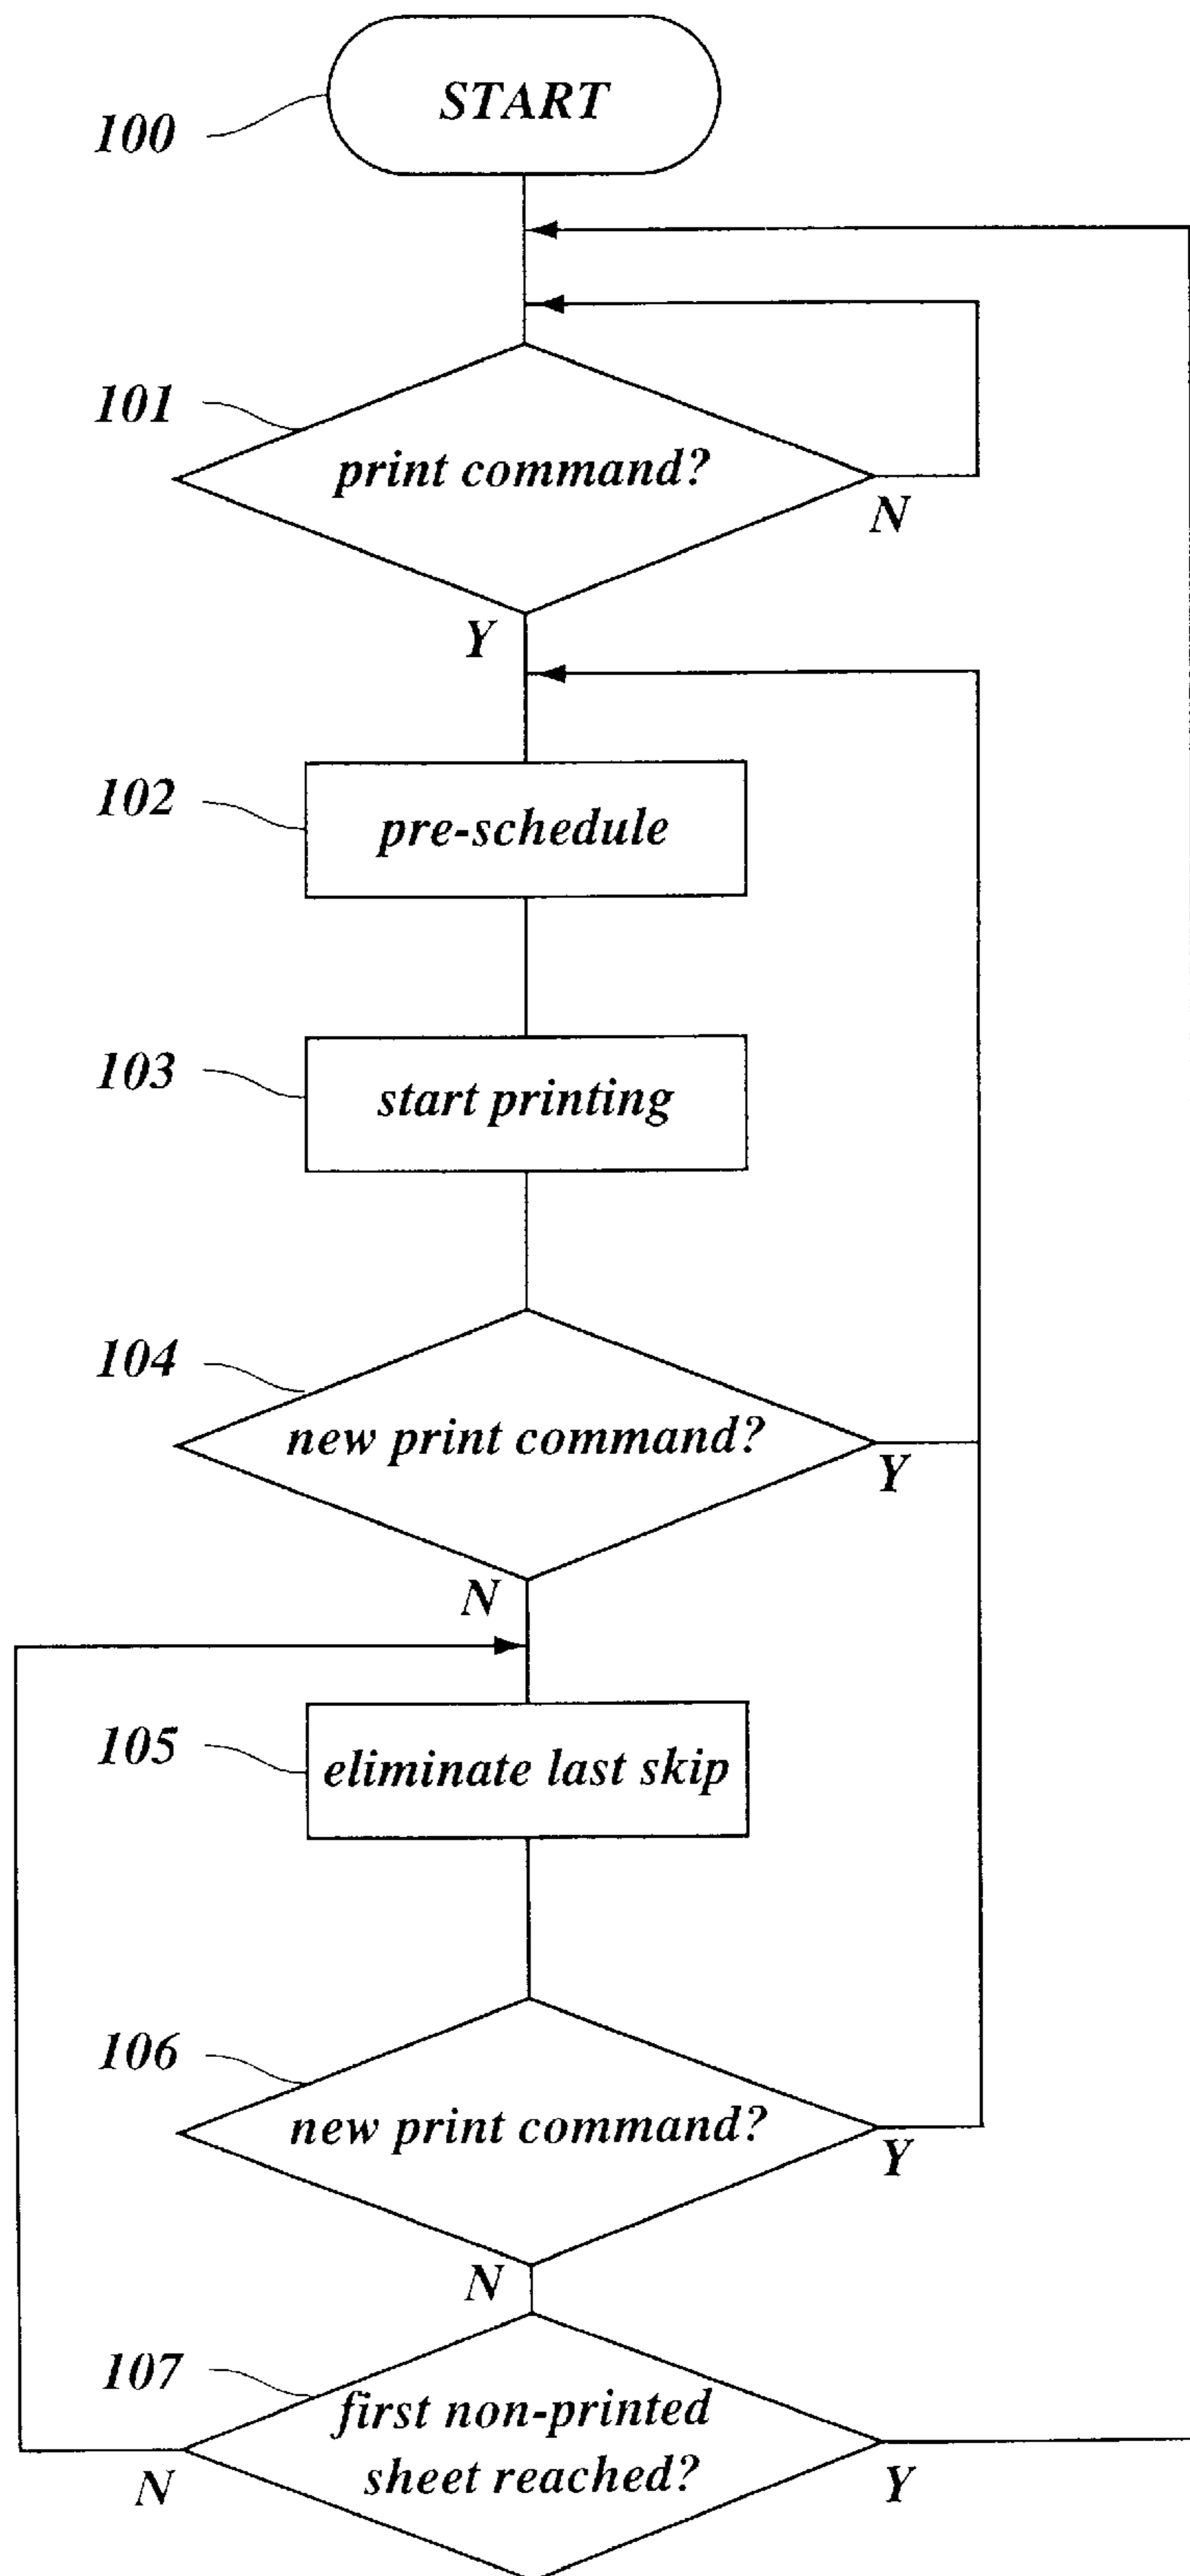 START
100
101
print command?
N
Y
102
pre-schedule
103
start printing
104
new print command?
Y
N
105
eliminate last skip
106
new print command?
Y
N
107
first non-printed
sheet reached?
N
Y